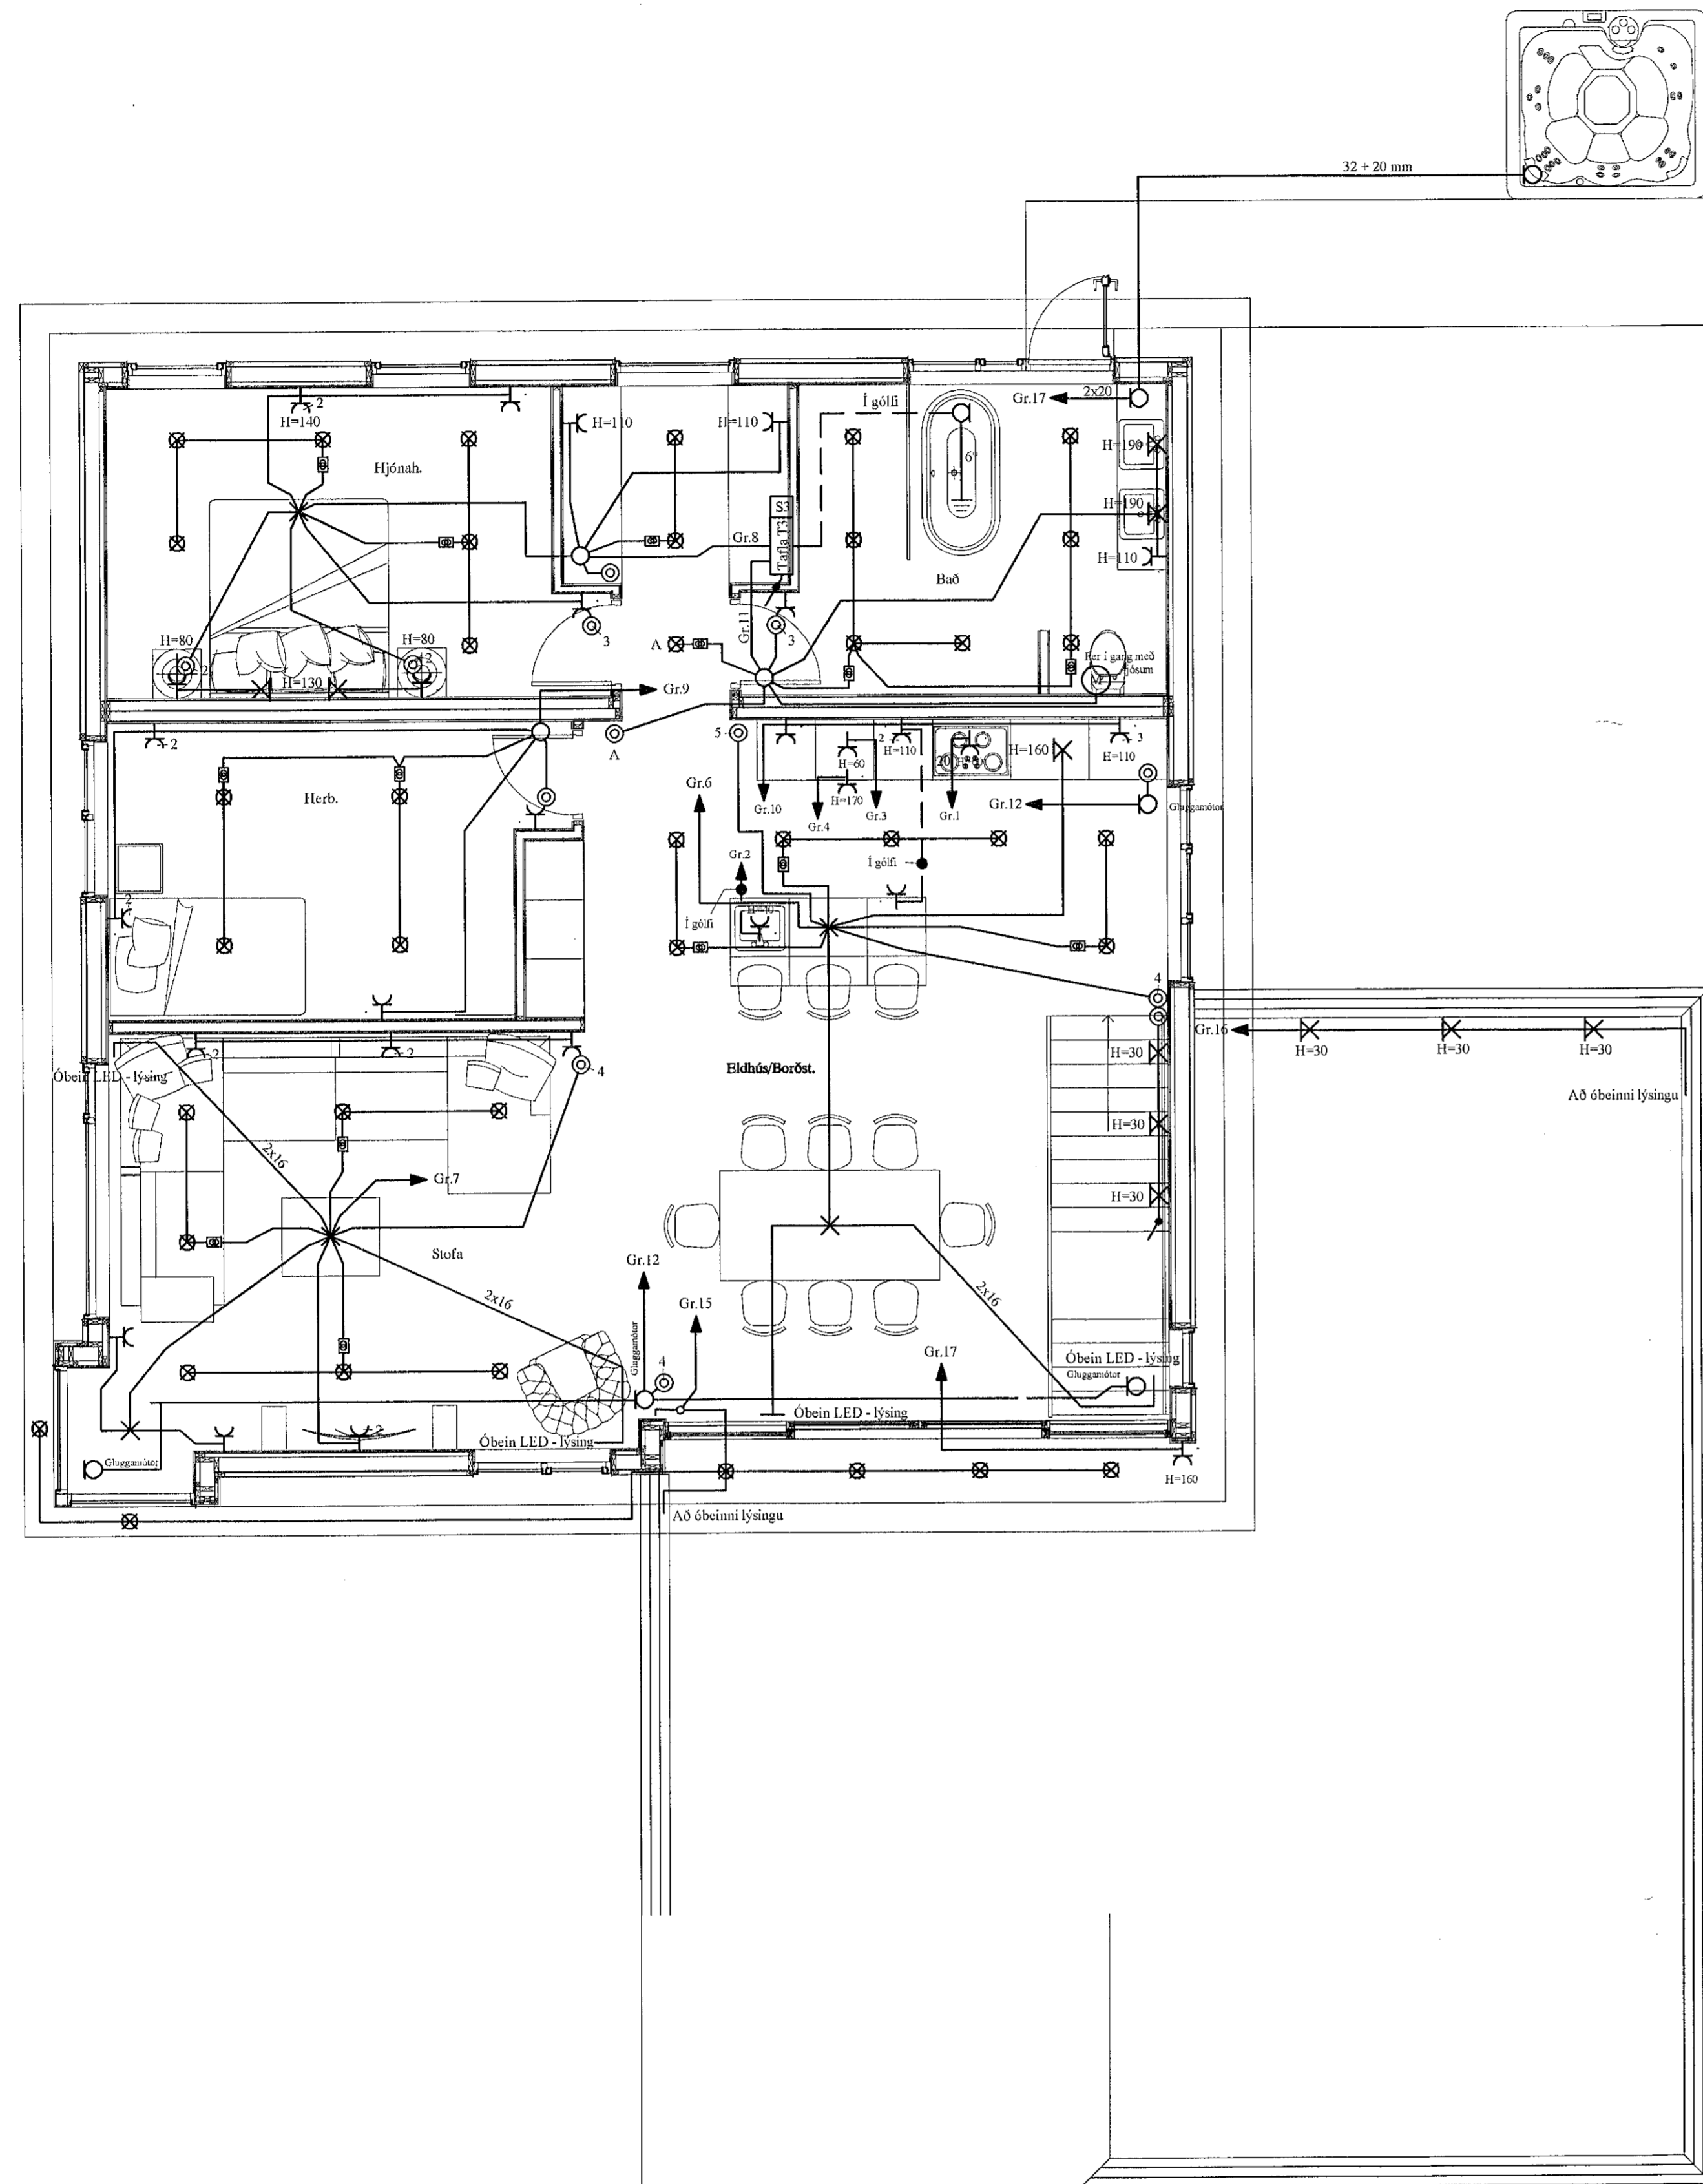 32 + 20 mm
Í gólfi
Gr.17
2x20
2
H=140
H=110
H=110
H=190
Hjónah.
6
S3
H=190
Tafla T3
Gr.8
H=110
Bað
Gr.11
3
3
A
H=80
H=80
2
2
H=130
M
Gr.9
A
5
2
2
H=110
H=160
3
H=110
H=60
Gr.6
Herb.
H=170
Gr.10
Gr.4
Gr.3
Gr.1
Gr.12
Gluggamótor
Gr.2
Í gólfi
2
Í gólfi
4
Gr.16
H=30
H=30
H=30
H=30
2
2
4
Óbein LED - lýsing
Eldhús/Borðst.
Að óbeinni lýsingu
H=30
2x16
Gr.7
H=30
Stofa
Gr.12
2x16
2x16
Gr.15
Gluggamótor
Gr.17
4
Óbein LED - lýsing
Gluggamótor
Óbein LED - lýsing
2
Óbein LED - lýsing
Gluggamótor
H=160
Að óbeinni lýsingu